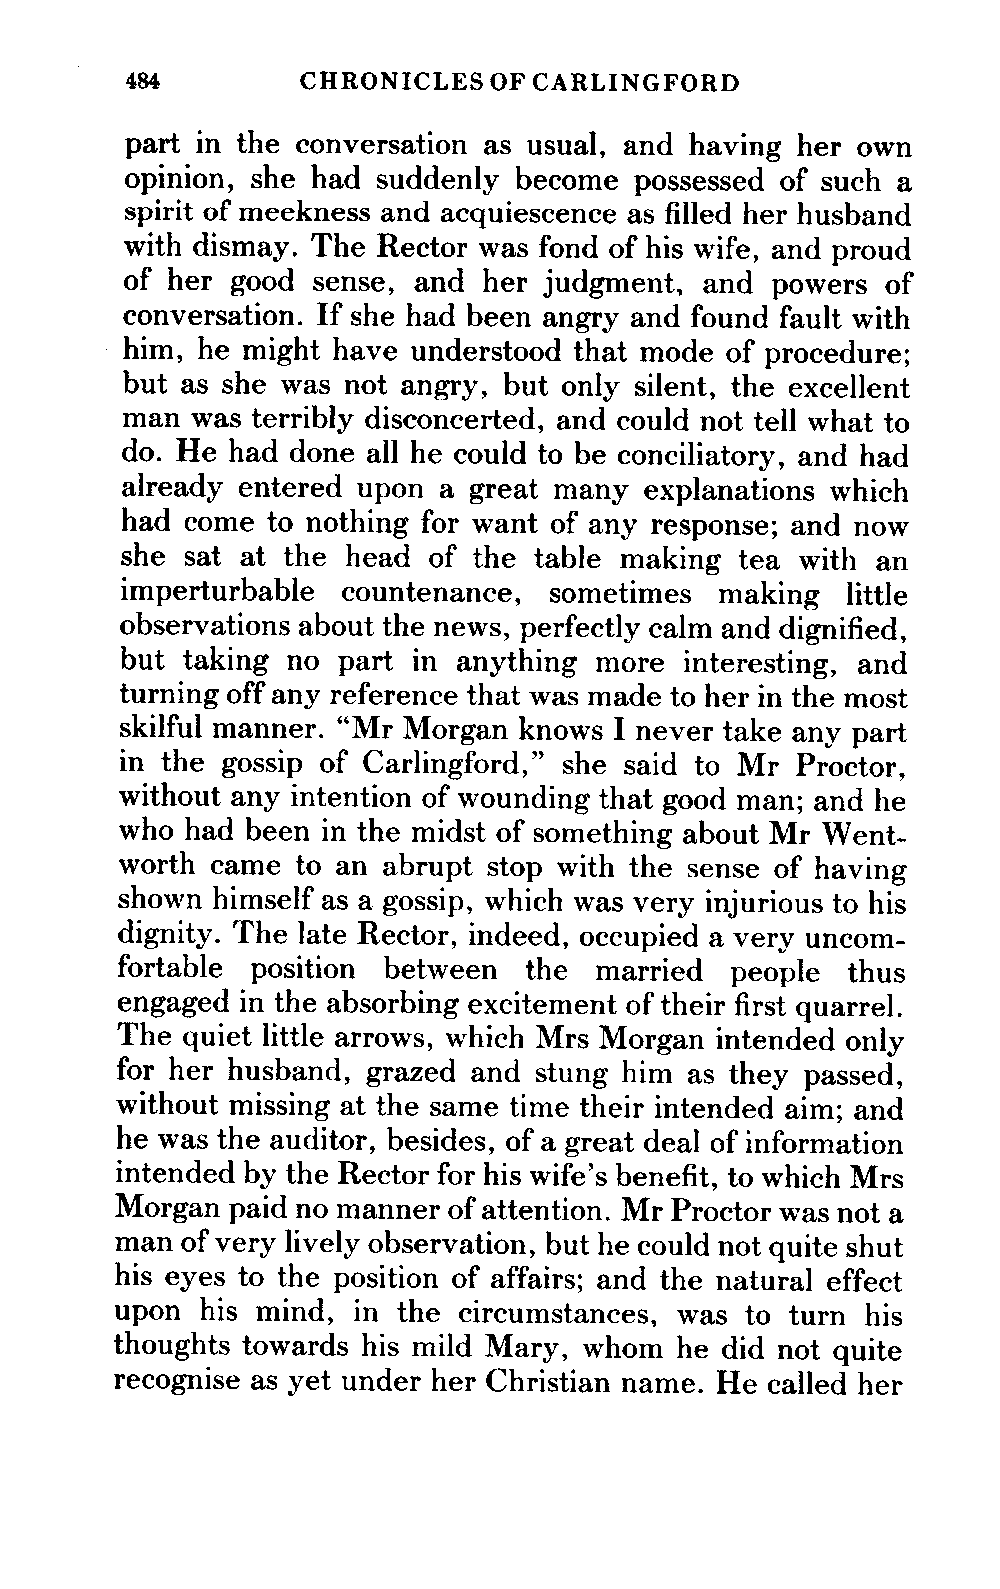 484 CHRONICLES OF CARLINGFORD
part in the conversation as usual, and having her own
opinion, she had suddenly become possessed of such a
spirit of meekness and acquiescence as filled her husband
with dismay. The Rector was fond of his wife, and proud
of her good sense, and her judgment, and powers of
conversation. If she had been angry and found fault with
him, he might have understood that mode of procedure;
but as she was not angry, but only silent, the excellent
man was terribly disconcerted, and could not tell what to
do. He had done all he could to be conciliatory, and had
already entered upon a great many explanations which
had come to nothing for want of any response; and now
she sat at the head of the table making tea with an
imperturbable countenance, sometimes making little
observations about the news, perfectly calm and dignified,
but taking no part in anything more interesting, and
turning off any reference that was made to her in the most
skilful manner. “Mr Morgan knows I never take any part
in the gossip of Carlingford,” she said to Mr Proctor,
without any intention of wounding that good man; and he
who had been in the midst of something about Mr Went-
worth came to an abrupt stop with the sense of having
shown himself as a gossip, which was very injurious to his
dignity. The late Rector, indeed, occupied a very uncom-
fortable position between the married people thus
engaged in the absorbing excitement of their first quarrel.
The quiet little arrows, which Mrs Morgan intended only
for her husband, grazed and stung him as they passed,
without missing at the same time their intended aim; and
he was the auditor, besides, of a great deal of information
intended by the Rector for his wife’s benefit, to which Mrs
Morgan paid no manner of attention. Mr Proctor was not a
man of very lively observation, but he could not quite shut
his eyes to the position of affairs; and the natural effect
upon his mind, in the circumstances, was to turn his
thoughts towards his mild Mary, whom he did not quite
recognise as yet under her Christian name. He called her